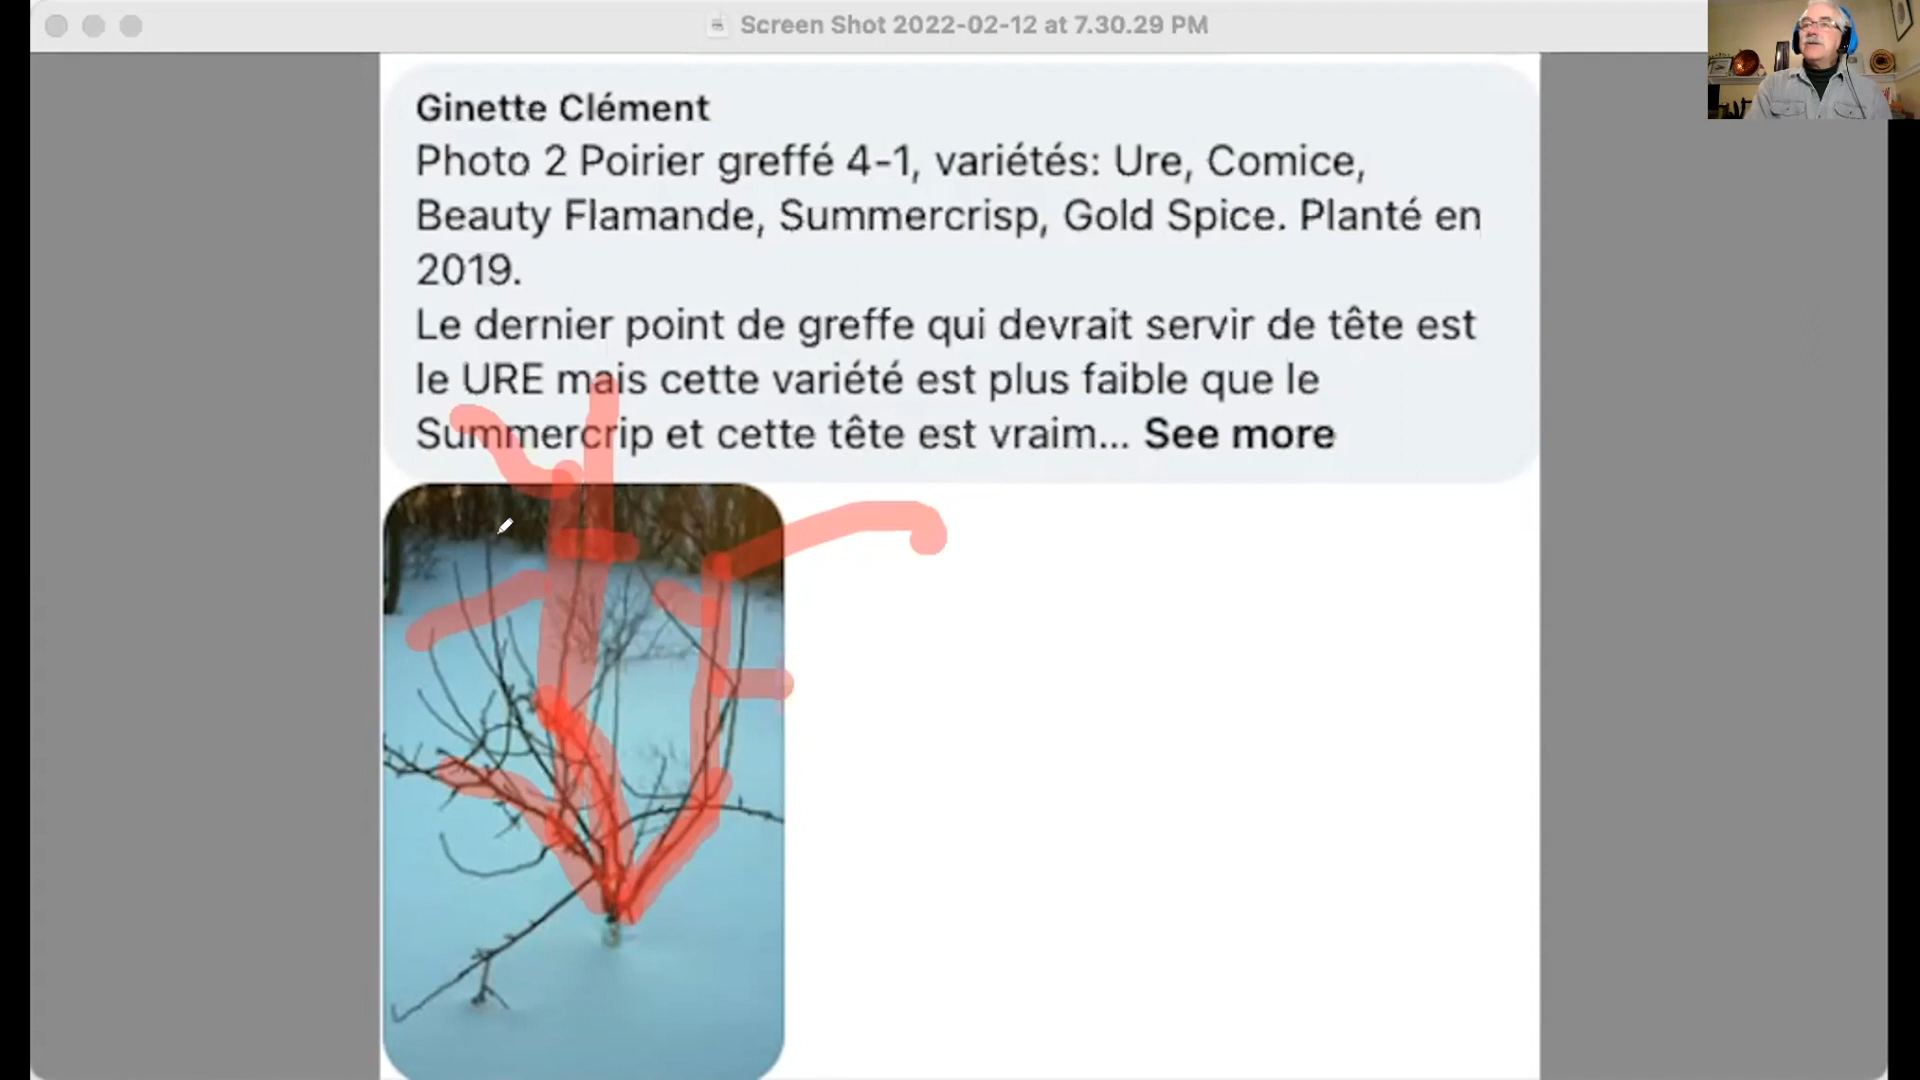 Screen Shot 2022-02-12 at 7.30.29 PM
Ginette Clément
Photo 2 Poirier greffé 4-1, variétés: Ure, Comice,
Beauty Flamande, Summercrisp, Gold Spice. Planté en
2019.
Le dernier point de greffe qui devrait servir de tête est
le URE mais cette variété est plus faible que le
Summercrip et cette tête est vraim... See more